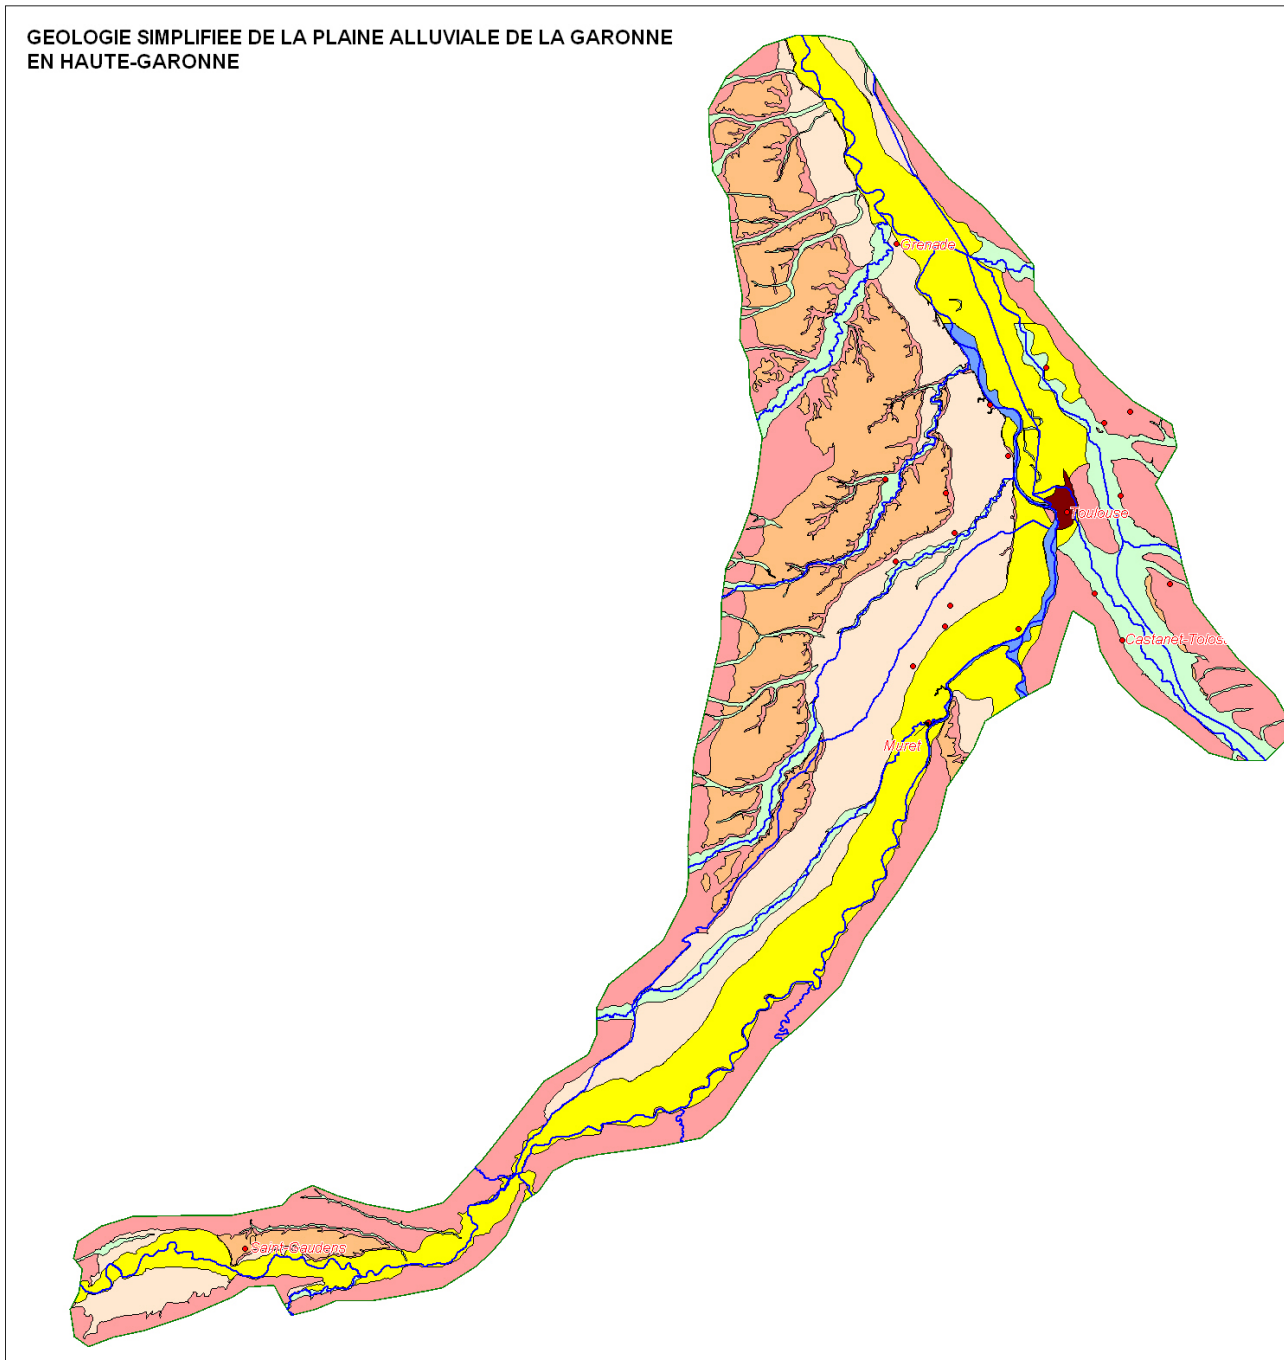 GEOLOGIE SIMPLIFIEE DE LA PLAINE ALLUVIALE DE LA GARONNE
EN HAUTE-GARONNE
Grenade
Toulouse
Castanet-Tolos
Muret
Saint-Gaudens